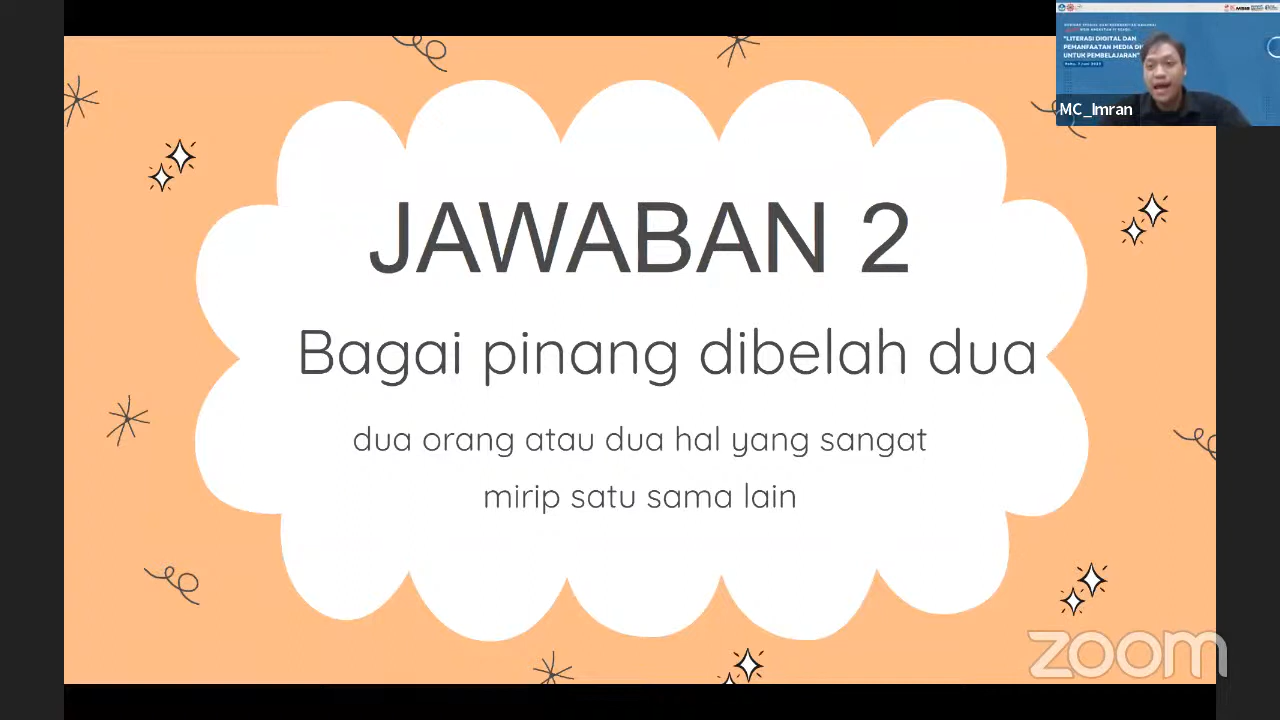 JAWABAN 2
Bagai pinang dibelah dua
dua orang atau dua hal yang sangat
mirip satu sama lain
"LITERASI DIGITAL DAN
PEMANFAATAN MEDIA
UNTUK PEMBELAJARAN"
MC_Imran
zoom